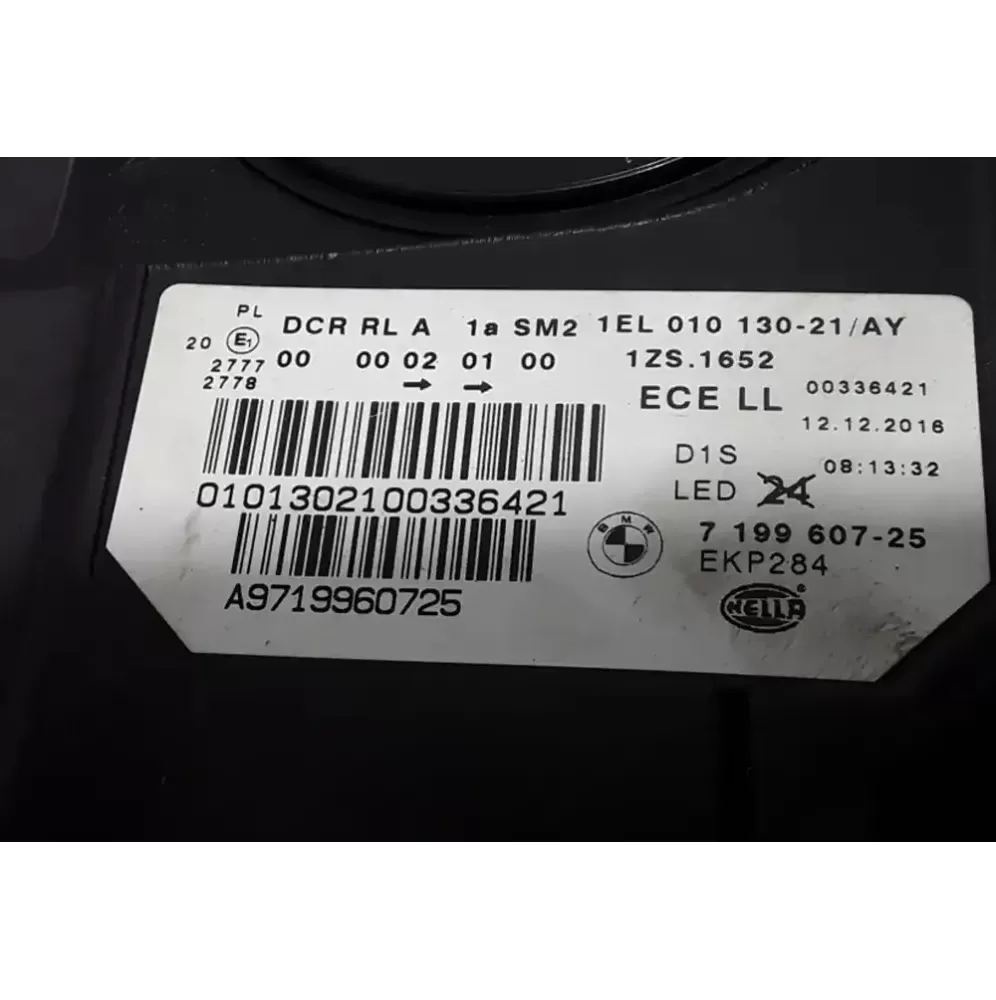 PL
DCR RL A 1a SM2 1EL 010 130-21/AY
20 E1
00 00 02 01 00 1ZS.1652
2777
2778
→ →
ECE LL 00336421
12.12.2016
D1S 08:13:32
LED 24
0101302100336421
BMW 7 199 607-25
EKP284
A9719960725
HELLA®